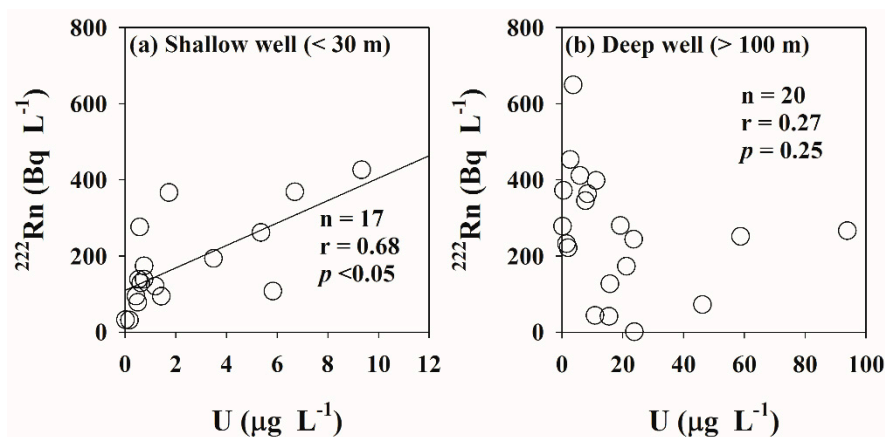 (a) Shallow well (< 30 m)
800
600
400
200
0
²²²Rn (Bq L⁻¹)
n = 17
r = 0.68
p <0.05
0 2 4 6 8 10 12
U (µg L⁻¹)
(b) Deep well (> 100 m)
800
600
400
200
0
²²²Rn (Bq L⁻¹)
n = 20
r = 0.27
p = 0.25
0 20 40 60 80 100
U (µg L⁻¹)